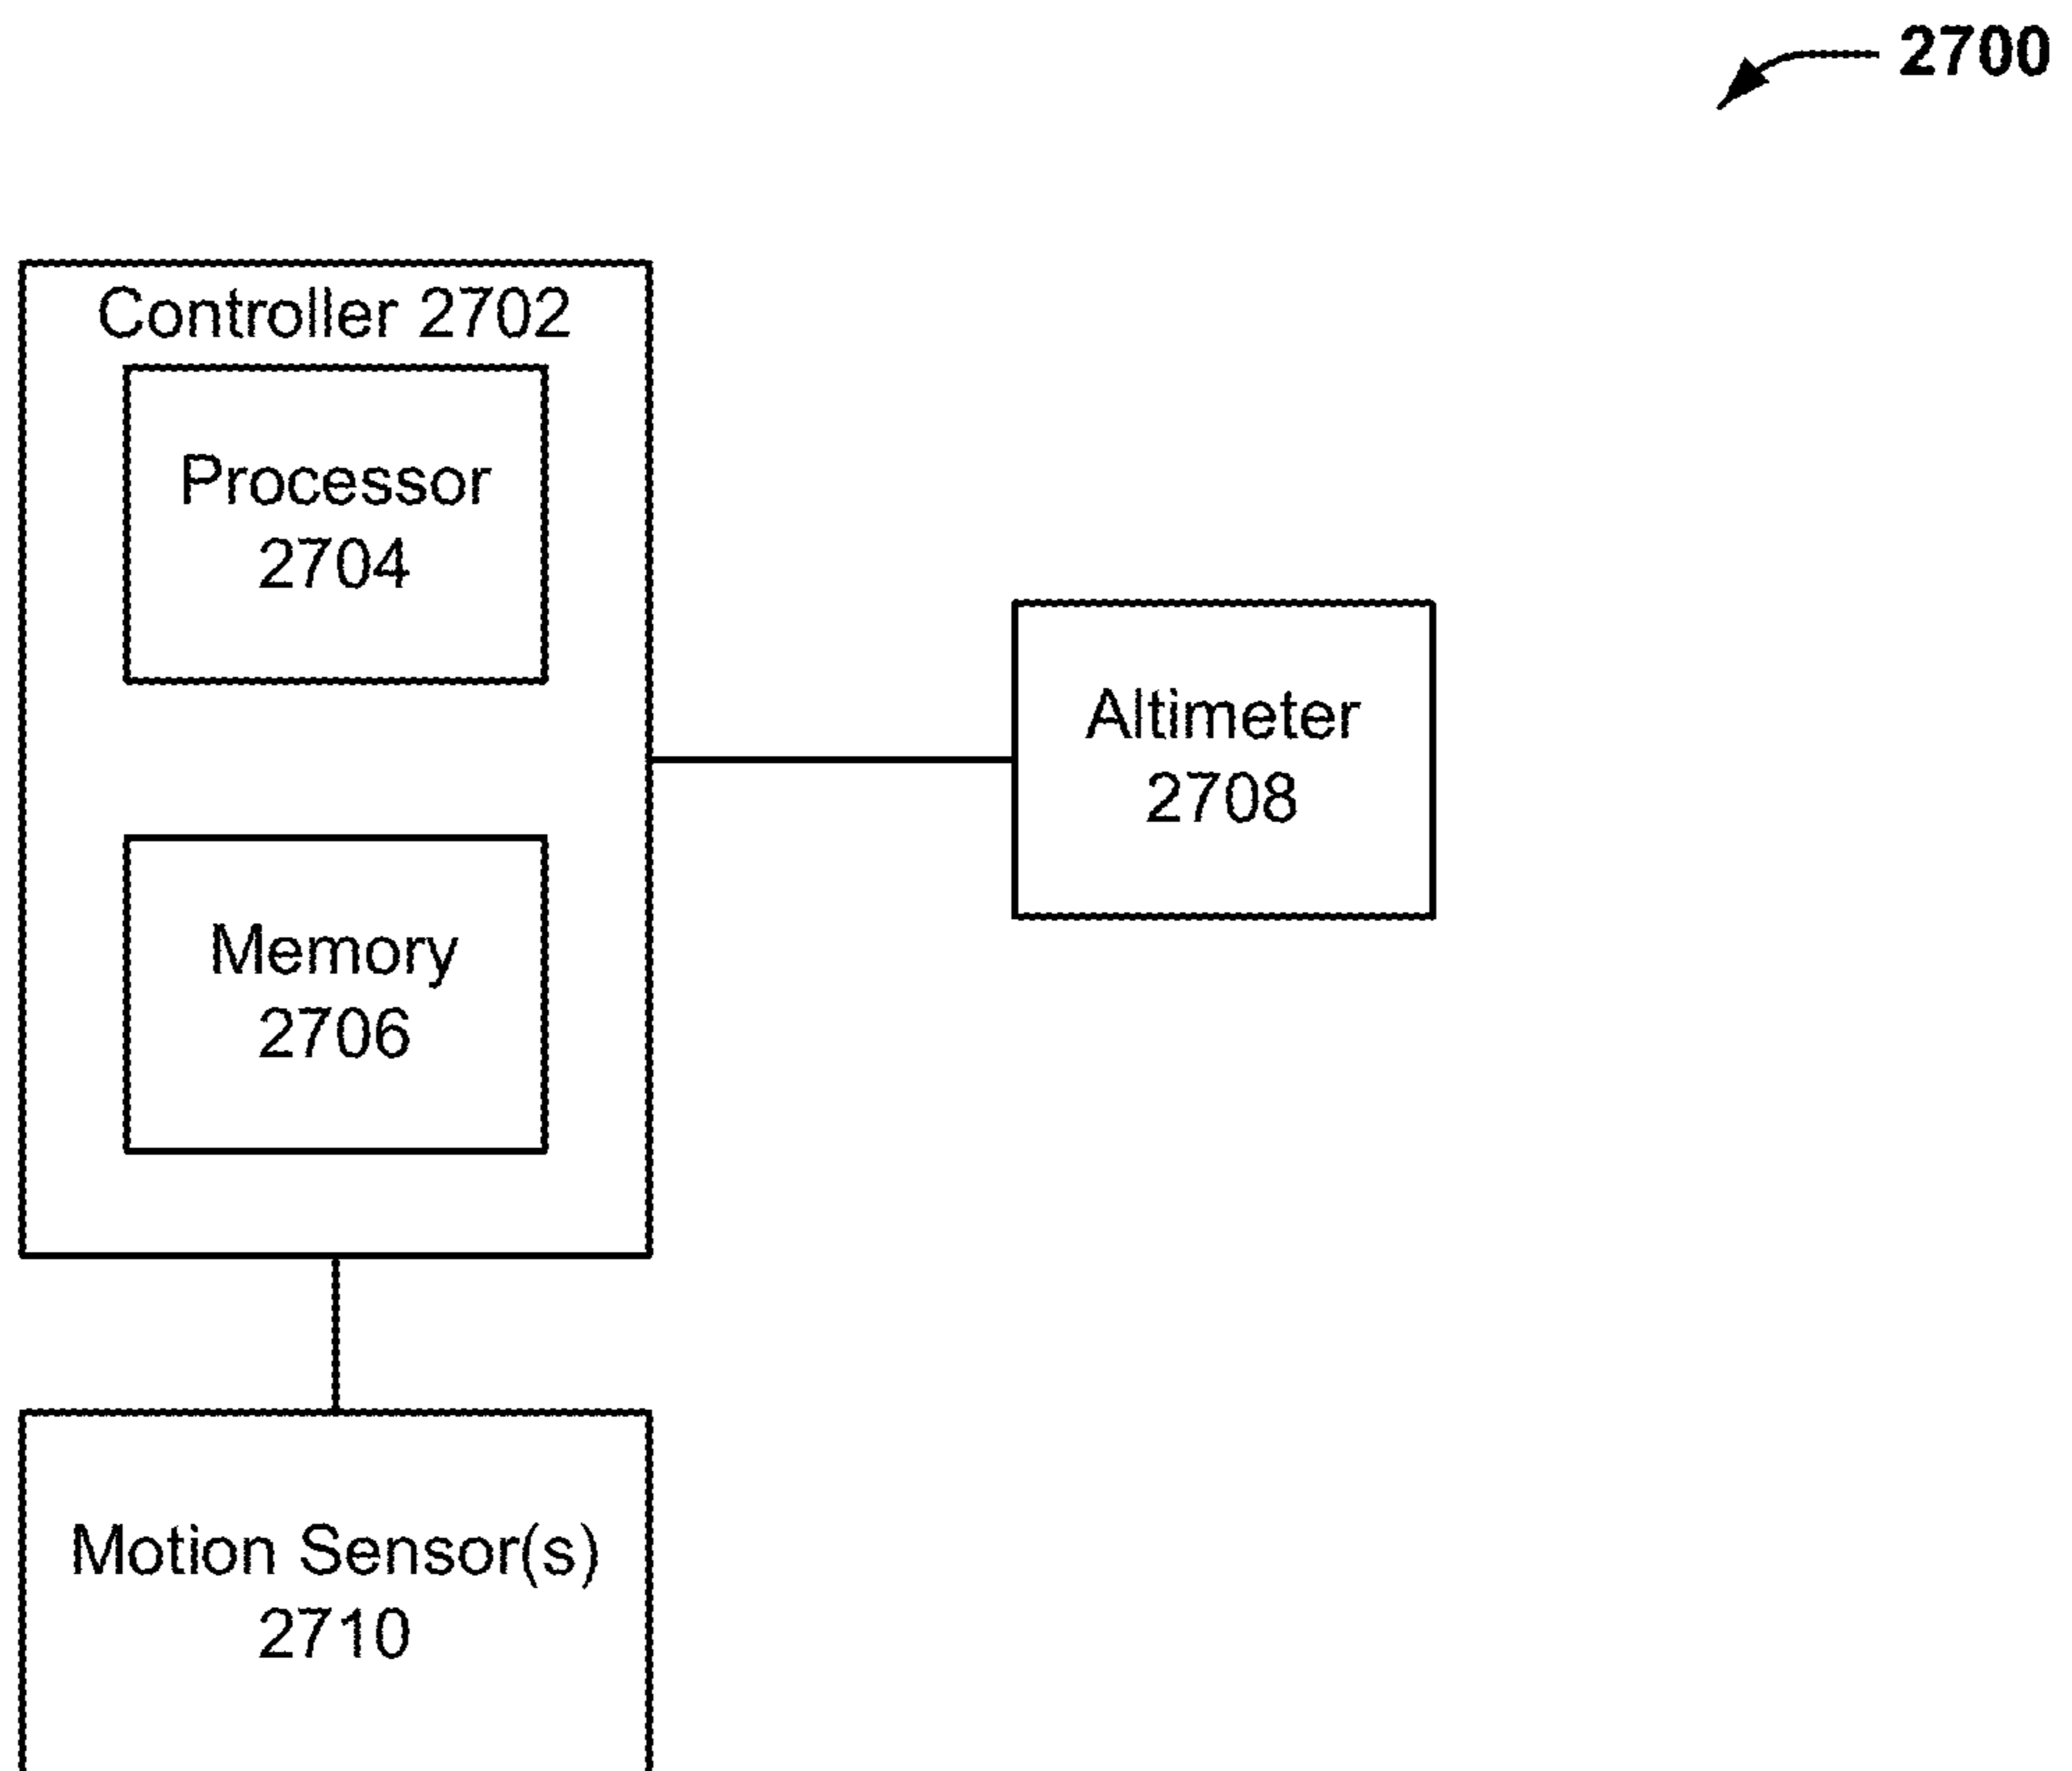 2700
Controller 2702
Processor
2704
Altimeter
2708
Memory
2706
Motion Sensor(s)
2710